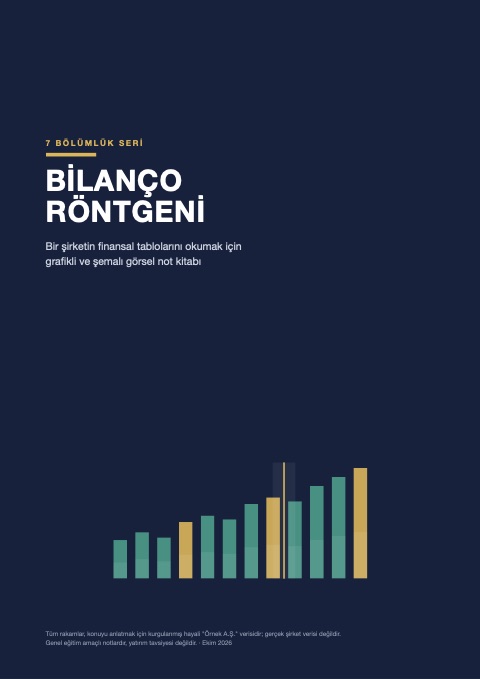 7 BÖLÜMLÜK SERİ
BİLANÇO
RÖNTGENİ
Bir şirketin finansal tablolarını okumak için
grafikli ve şemalı görsel not kitabı
Tüm rakamlar, konuyu anlatmak için kurgulanmış hayali "Örnek A.Ş." verisidir; gerçek şirket verisi değildir.
Genel eğitim amaçlı notlardır, yatırım tavsiyesi değildir. · Ekim 2026